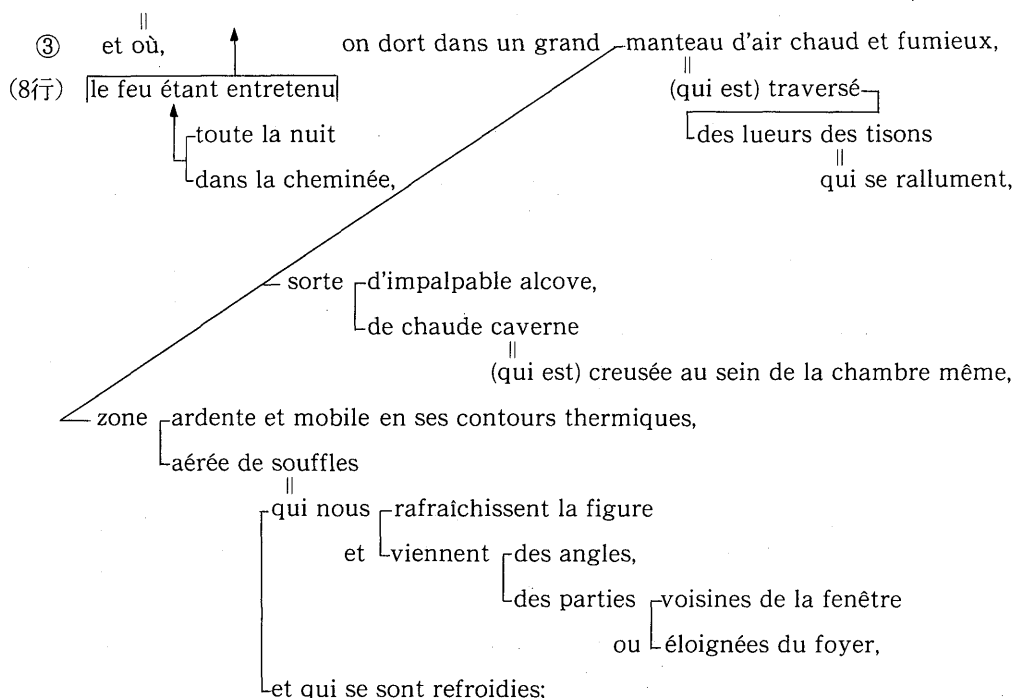 ③ et où, on dort dans un grand manteau d'air chaud et fumieux,
(8行) le feu étant entretenu (qui est) traversé
toute la nuit des lueurs des tisons
dans la cheminée, qui se rallument,
sorte d'impalpable alcove,
de chaude caverne
(qui est) creusée au sein de la chambre même,
zone ardente et mobile en ses contours thermiques,
aérée de souffles
qui nous rafraîchissent la figure
et viennent des angles,
des parties voisines de la fenêtre
ou éloignées du foyer,
et qui se sont refroidies;